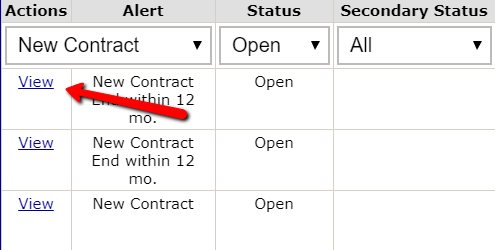 Actions Alert Status Secondary Status
New Contract Open All
View New Contract Open
End within 12
mo.
View New Contract Open
End within 12
mo.
View New Contract Open